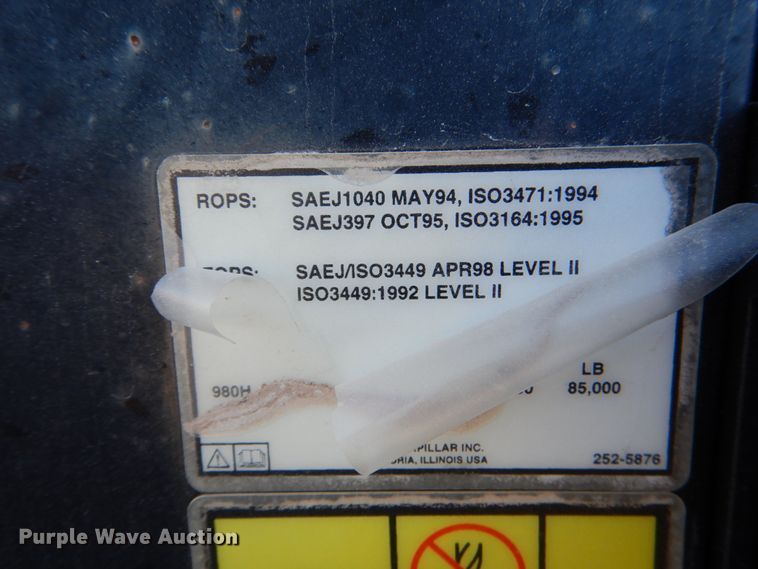 ROPS: SAEJ1040 MAY94, ISO3471:1994
SAEJ397 OCT95, ISO3164:1995
SAEJ/ISO3449 APR98 LEVEL II
ISO3449:1992 LEVEL II
LB
980H 85,000
INC.
ILLINOIS USA 252-5876
Purple Wave Auction®